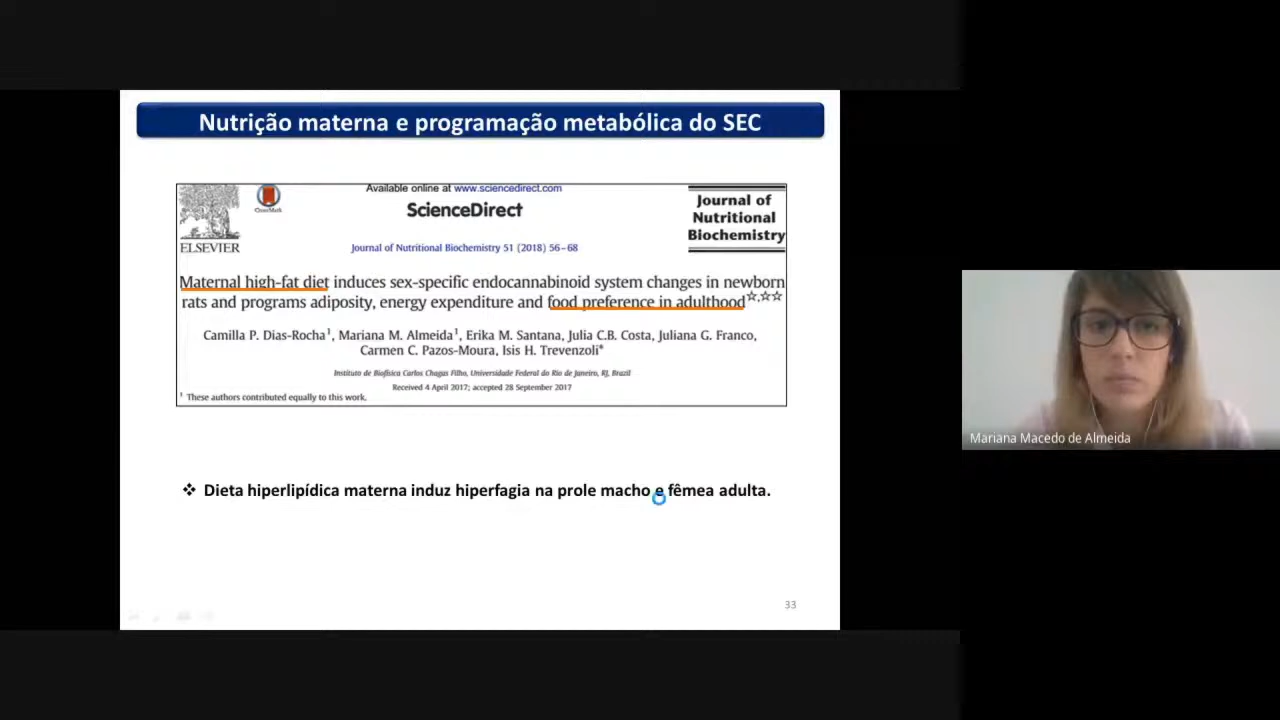 Nutrição materna e programação metabólica do SEC
Available online at www.sciencedirect.com
CrossMark
ScienceDirect
Journal of
Nutritional
Biochemistry
ELSEVIER
Journal of Nutritional Biochemistry 51 (2018) 56–68
Maternal high-fat diet induces sex-specific endocannabinoid system changes in newborn
rats and programs adiposity, energy expenditure and food preference in adulthood☆,☆☆
Camilla P. Dias-Rocha¹, Mariana M. Almeida¹, Erika M. Santana, Julia C.B. Costa, Juliana G. Franco,
Carmen C. Pazos-Moura, Isis H. Trevenzoli*
Instituto de Biofísica Carlos Chagas Filho, Universidade Federal do Rio de Janeiro, RJ, Brazil
Received 4 April 2017; accepted 28 September 2017
¹ These authors contributed equally to this work.
Mariana Macedo de Almeida
❖ Dieta hiperlipídica materna induz hiperfagia na prole macho e fêmea adulta.
33